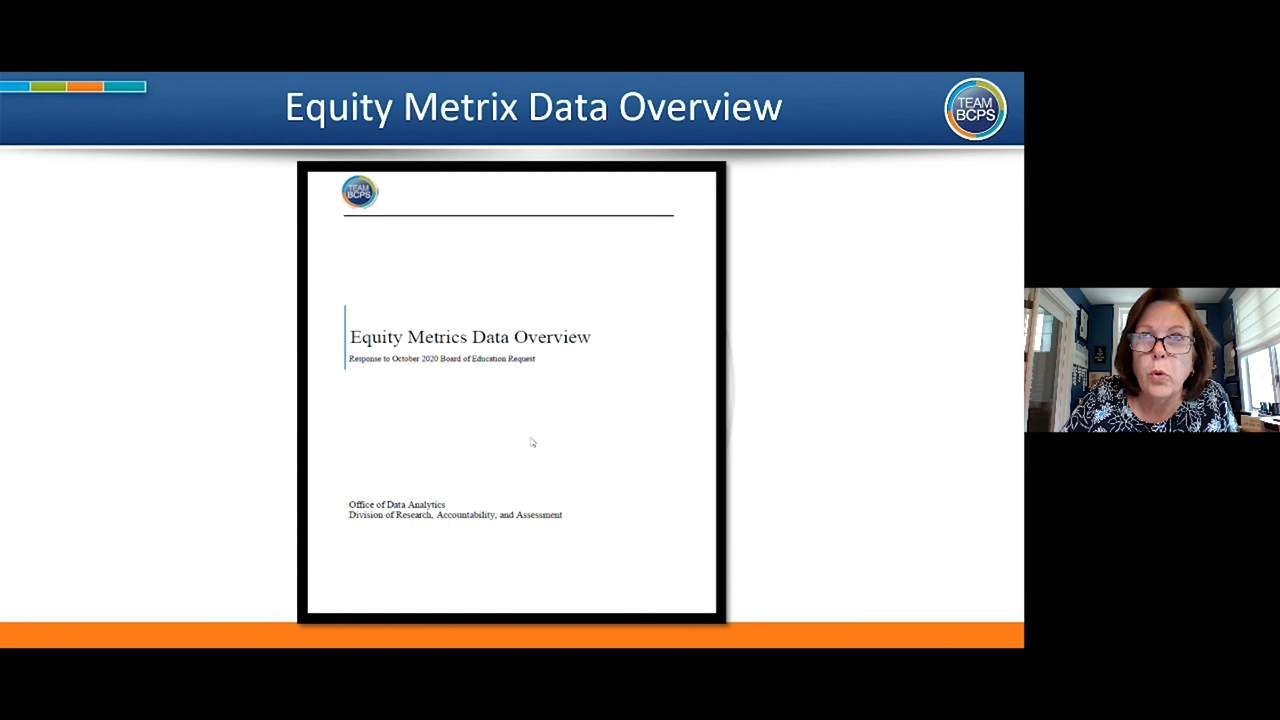 Equity Metrix Data Overview
TEAM
BCPS
TEAM
BCPS
Equity Metrics Data Overview
Response to October 2020 Board of Education Request
Office of Data Analytics
Division of Research, Accountability, and Assessment